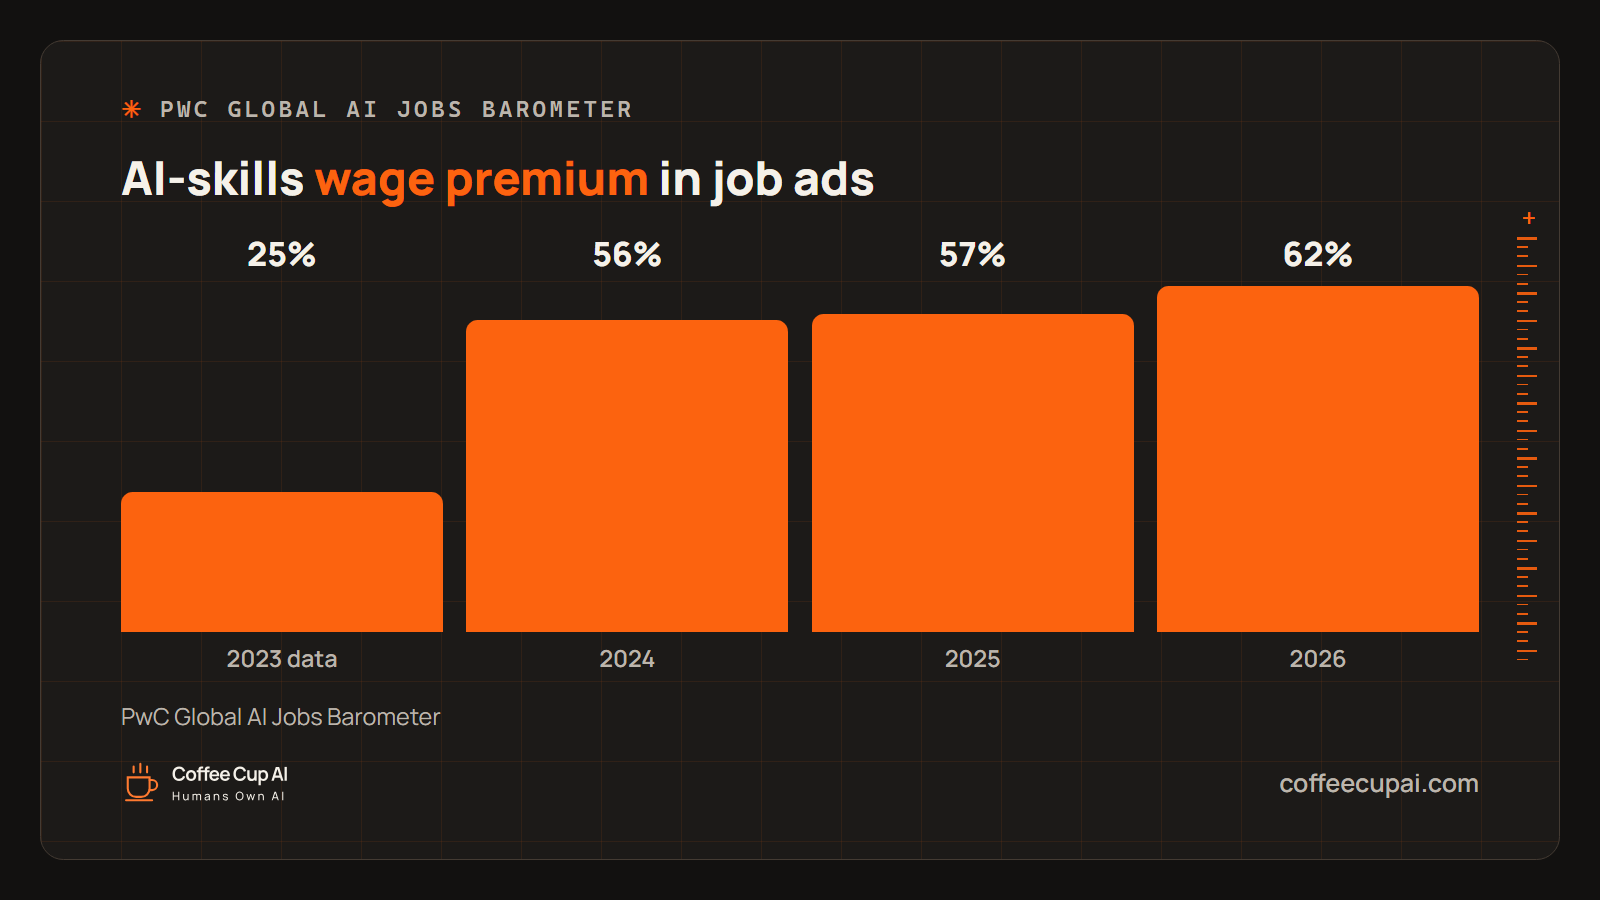 PWC GLOBAL AI JOBS BAROMETER
AI-skills wage premium in job ads
+
25% 56% 57% 62%
2023 data 2024 2025 2026
PwC Global AI Jobs Barometer
Coffee Cup AI
Humans Own AI
coffeecupai.com